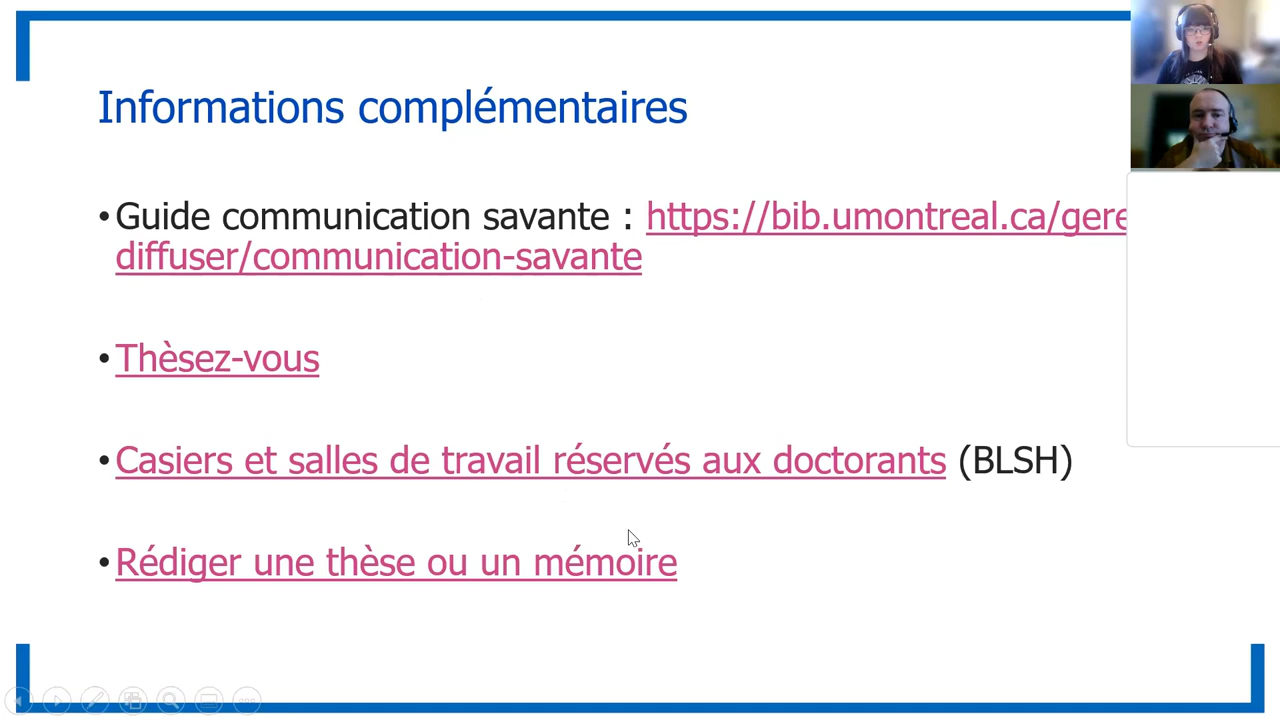 Informations complémentaires
•Guide communication savante : https://bib.umontreal.ca/gere
diffuser/communication-savante
•Thèsez-vous
•Casiers et salles de travail réservés aux doctorants (BLSH)
•Rédiger une thèse ou un mémoire